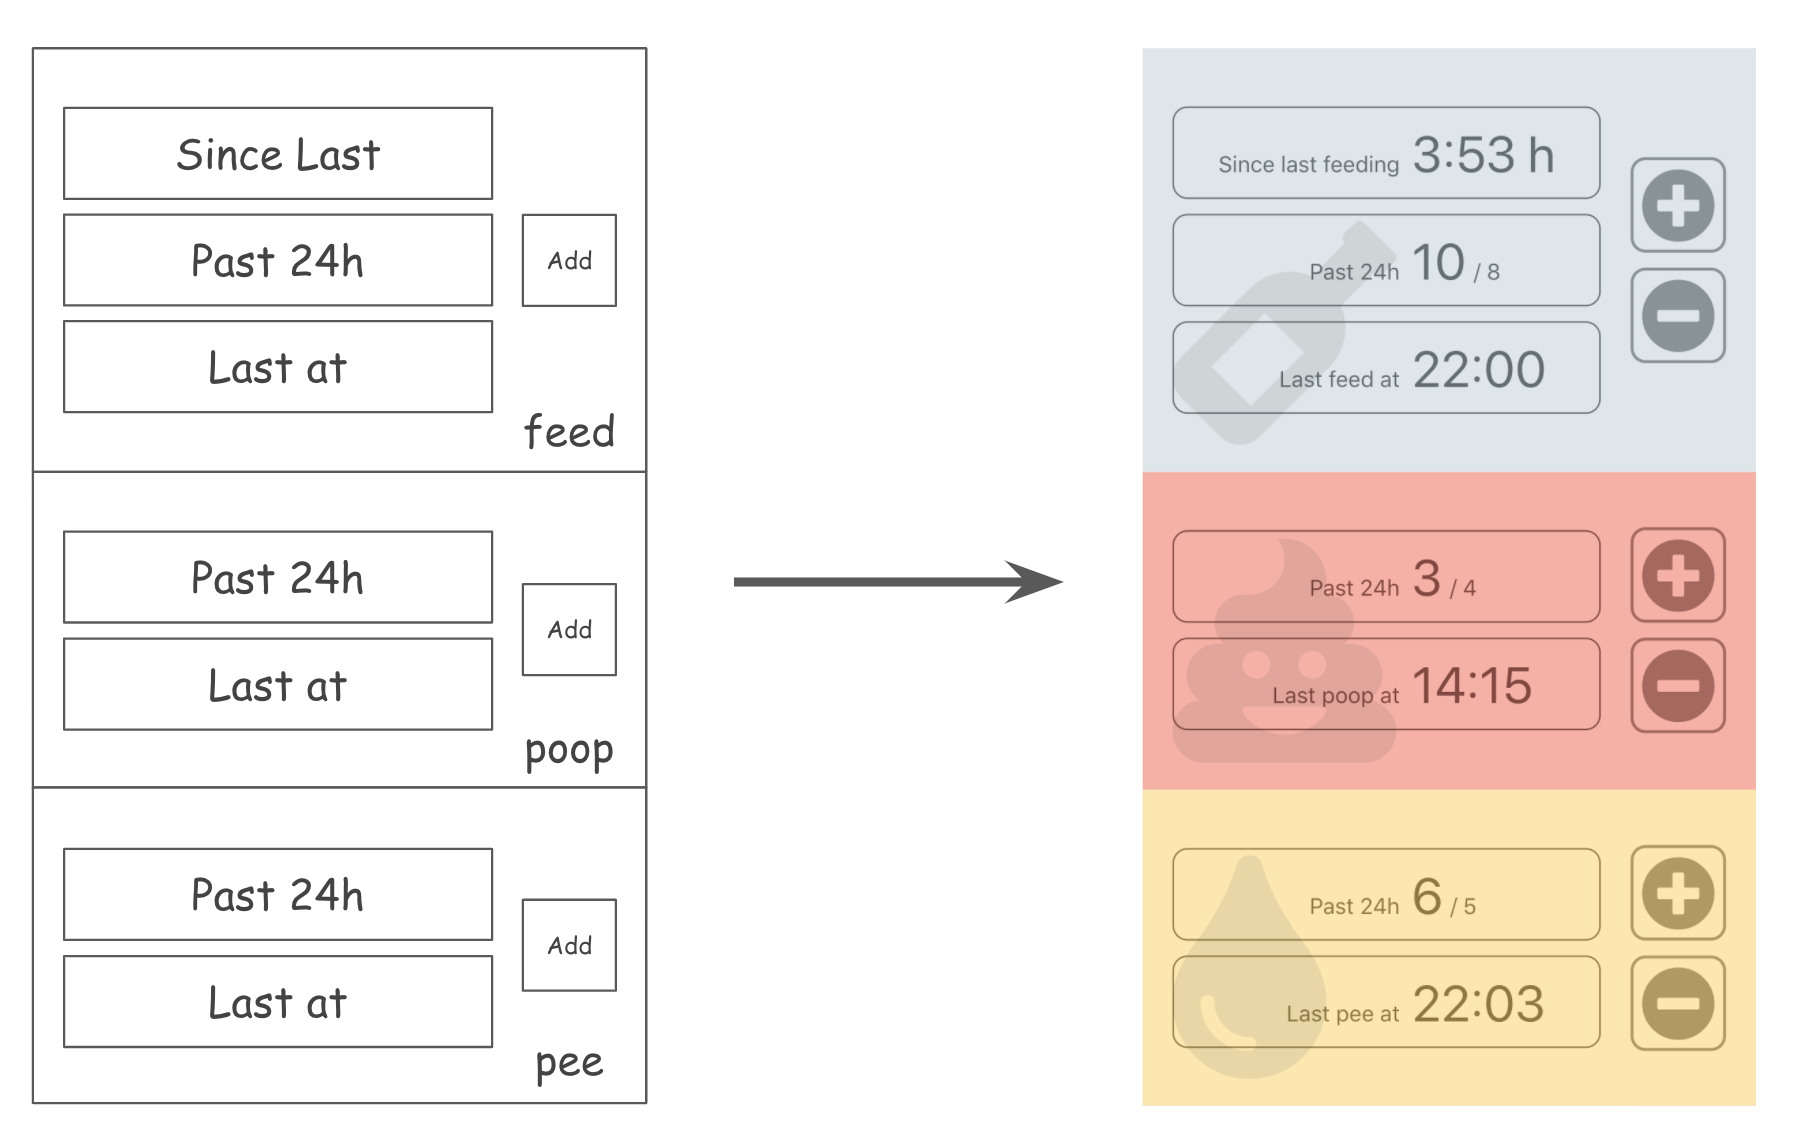 Since Last
Past 24h
Add
Last at
feed
Past 24h
Add
Last at
poop
Past 24h
Add
Last at
pee
Since last feeding 3:53 h
Past 24h 10 / 8
Last feed at 22:00
Past 24h 3 / 4
Last poop at 14:15
Past 24h 6 / 5
Last pee at 22:03